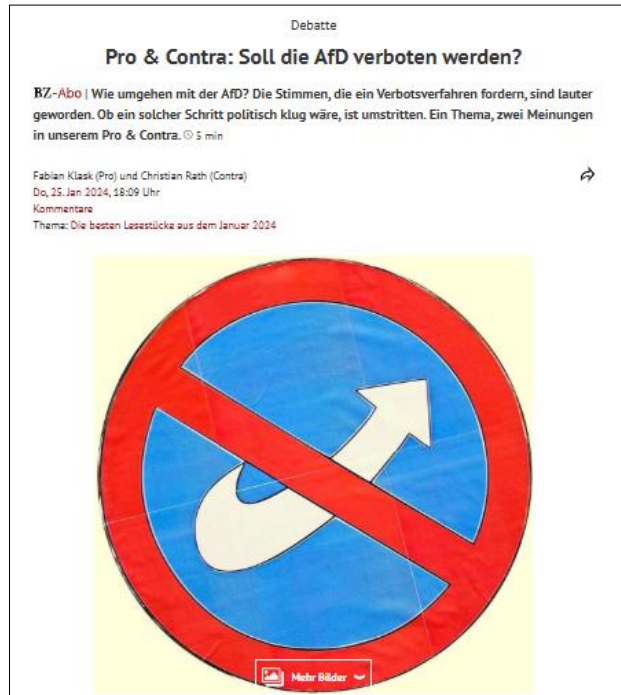 Debatte
Pro & Contra: Soll die AfD verboten werden?
BZ-Abo | Wie umgehen mit der AfD? Die Stimmen, die ein Verbotsverfahren fordern, sind lauter
geworden. Ob ein solcher Schritt politisch klug wäre, ist umstritten. Ein Thema, zwei Meinungen
in unserem Pro & Contra. 5 min
Fabian Klask (Pro) und Christian Rath (Contra)
Do, 25. Jan 2024, 18:09 Uhr
Kommentare
Thema: Die besten Lesestücke aus dem Januar 2024
Mehr Bilder